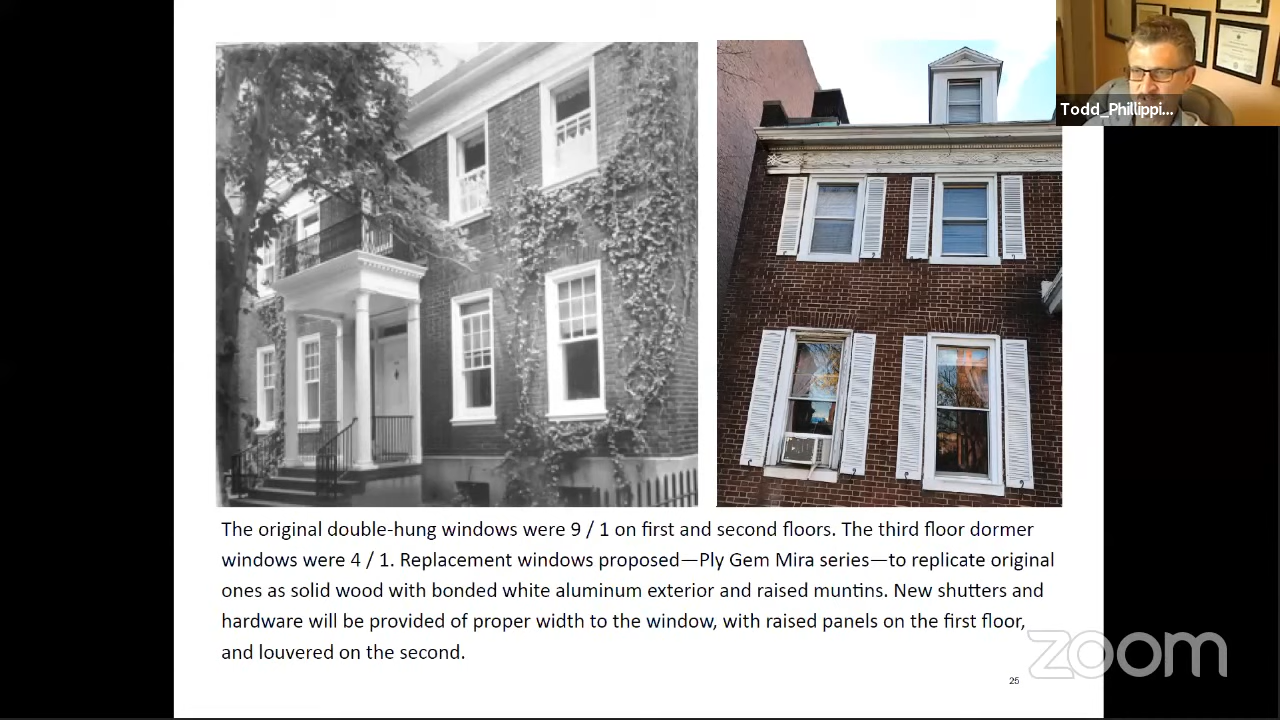 Todd_Phillippi...
The original double-hung windows were 9 / 1 on first and second floors. The third floor dormer
windows were 4 / 1. Replacement windows proposed—Ply Gem Mira series—to replicate original
ones as solid wood with bonded white aluminum exterior and raised muntins. New shutters and
hardware will be provided of proper width to the window, with raised panels on the first floor,
and louvered on the second.
zoom
25